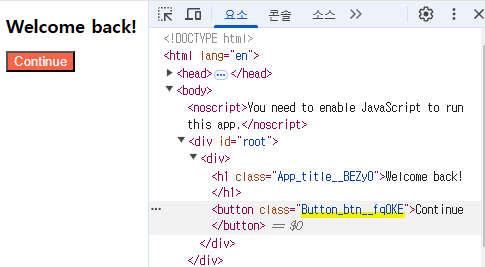 Welcome back!
Continue
요소
콘솔
소스
<!DOCTYPE html>
<html lang="en">
<head>…</head>
<body>
<noscript>You need to enable JavaScript to run
this app.</noscript>
<div id="root">
<div>
<h1 class="App_title__BEZyO">Welcome back!
</h1>
<button class="Button_btn__fqOKE">Continue
</button> == $0
</div>
</div>